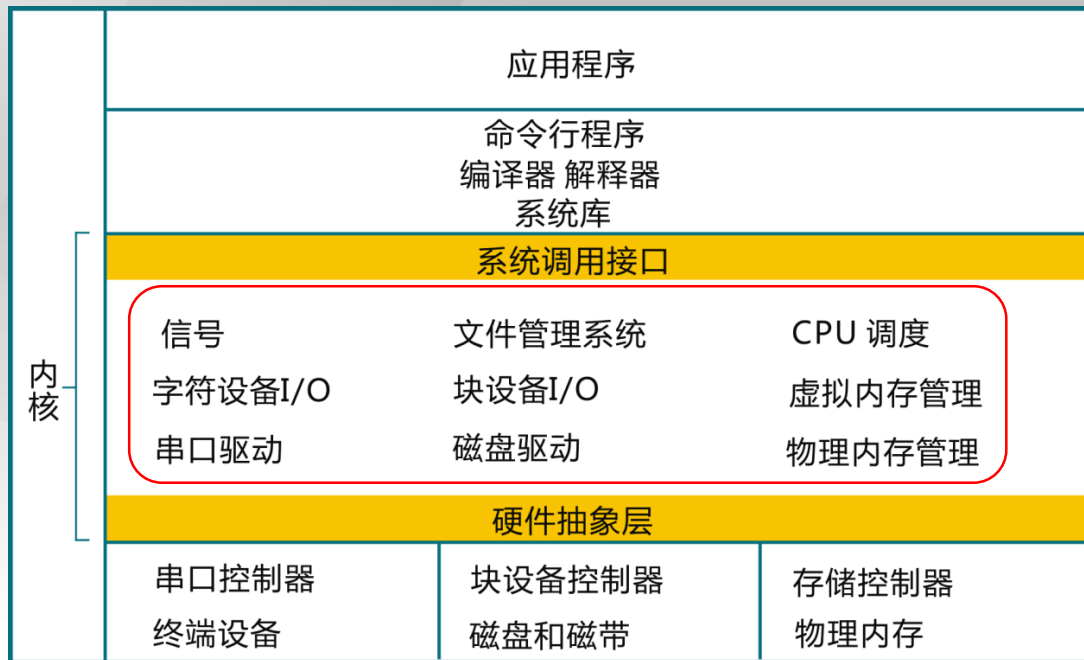 应用程序
命令行程序
编译器 解释器
系统库
系统调用接口
内核
信号
文件管理系统
CPU 调度
字符设备I/O
块设备I/O
虚拟内存管理
串口驱动
磁盘驱动
物理内存管理
硬件抽象层
串口控制器
块设备控制器
存储控制器
终端设备
磁盘和磁带
物理内存